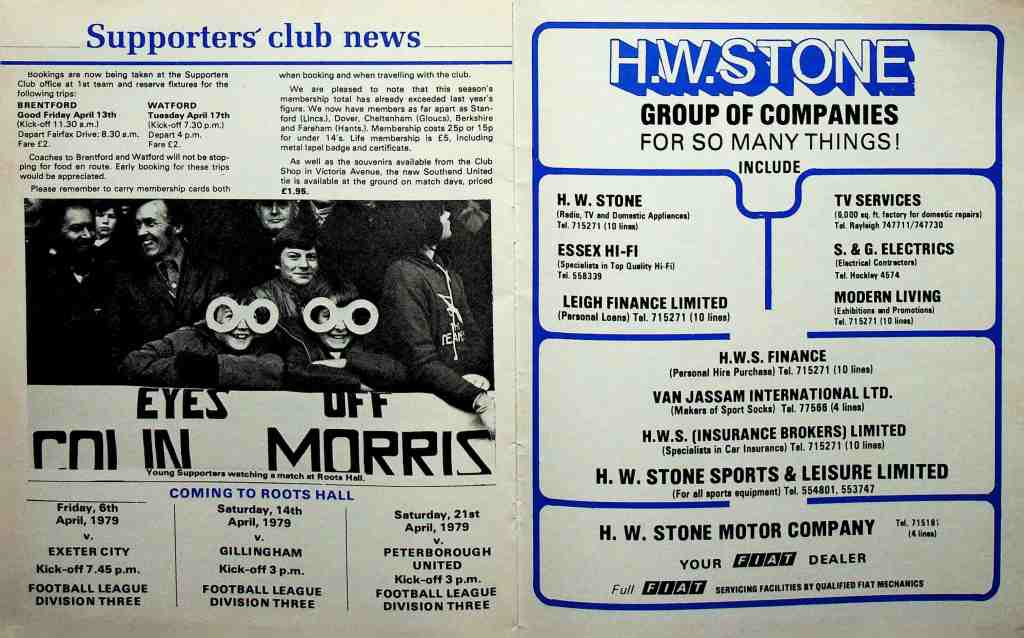 Supporters' club news
Bookings are now being taken at the Supporters
Club office at 1st team and reserve fixtures for the
following trips:
BRENTFORD
Good Friday April 13th
(Kick-off 11.30 a.m.)
Depart Fairfax Drive: 8.30 a.m.
Fare £2.
WATFORD
Tuesday April 17th
(Kick-off 7.30 p.m.)
Depart 4 p.m.
Fare £2.
Coaches to Brentford and Watford will not be stop-
ping for food en route. Early booking for these trips
would be appreciated.
Please remember to carry membership cards both
when booking and when travelling with the club.
We are pleased to note that this season's
membership total has already exceeded last year's
figure. We now have members as far apart as Stan-
ford (Lincs.), Dover, Cheltenham (Gloucs), Berkshire
and Fareham (Hants.). Membership costs 25p or 15p
for under 14's. Life membership is £5, including
metal lapel badge and certificate.
As well as the souvenirs available from the Club
Shop in Victoria Avenue, the new Southend United
tie is available at the ground on match days, priced
£1.95.
EYES OFF
COLIN MORRIS
Young Supporters watching a match at Roots Hall.
COMING TO ROOTS HALL
Friday, 6th
April, 1979
v.
EXETER CITY
Kick-off 7.45 p.m.
FOOTBALL LEAGUE
DIVISION THREE
Saturday, 14th
April, 1979
v.
GILLINGHAM
Kick-off 3 p.m.
FOOTBALL LEAGUE
DIVISION THREE
Saturday, 21st
April, 1979
v.
PETERBOROUGH
UNITED
Kick-off 3 p.m.
FOOTBALL LEAGUE
DIVISION THREE
H.W.STONE
GROUP OF COMPANIES
FOR SO MANY THINGS!
INCLUDE
H. W. STONE
(Radio, TV and Domestic Appliances)
Tel. 715271 (10 lines)
ESSEX HI-FI
(Specialists in Top Quality Hi-Fi)
Tel. 558339
LEIGH FINANCE LIMITED
(Personal Loans) Tel. 715271 (10 lines)
TV SERVICES
(6,000 sq. ft. factory for domestic repairs)
Tel. Rayleigh 747711/747730
S. & G. ELECTRICS
(Electrical Contractors)
Tel. Hockley 4574
MODERN LIVING
(Exhibitions and Promotions)
Tel. 715271 (10 lines)
H.W.S. FINANCE
(Personal Hire Purchase) Tel. 715271 (10 lines)
VAN JASSAM INTERNATIONAL LTD.
(Makers of Sport Socks) Tel. 77566 (4 lines)
H.W.S. (INSURANCE BROKERS) LIMITED
(Specialists in Car Insurance) Tel. 715271 (10 lines)
H. W. STONE SPORTS & LEISURE LIMITED
(For all sports equipment) Tel. 554801, 553747
H. W. STONE MOTOR COMPANY
Tel. 715181
(4 lines)
YOUR FIAT DEALER
Full FIAT SERVICING FACILITIES BY QUALIFIED FIAT MECHANICS